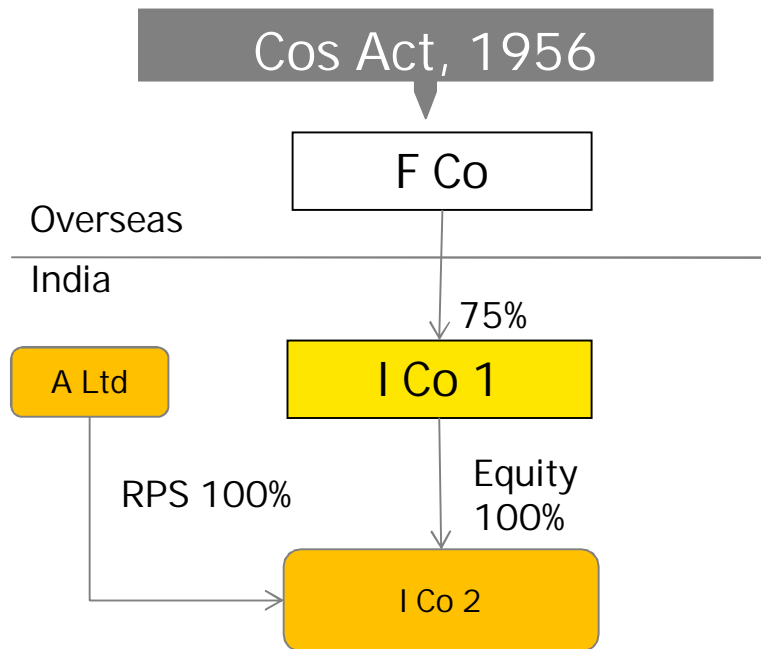 Cos Act, 1956
F Co
Overseas
India
75%
A Ltd
I Co 1
RPS 100%
Equity
100%
I Co 2